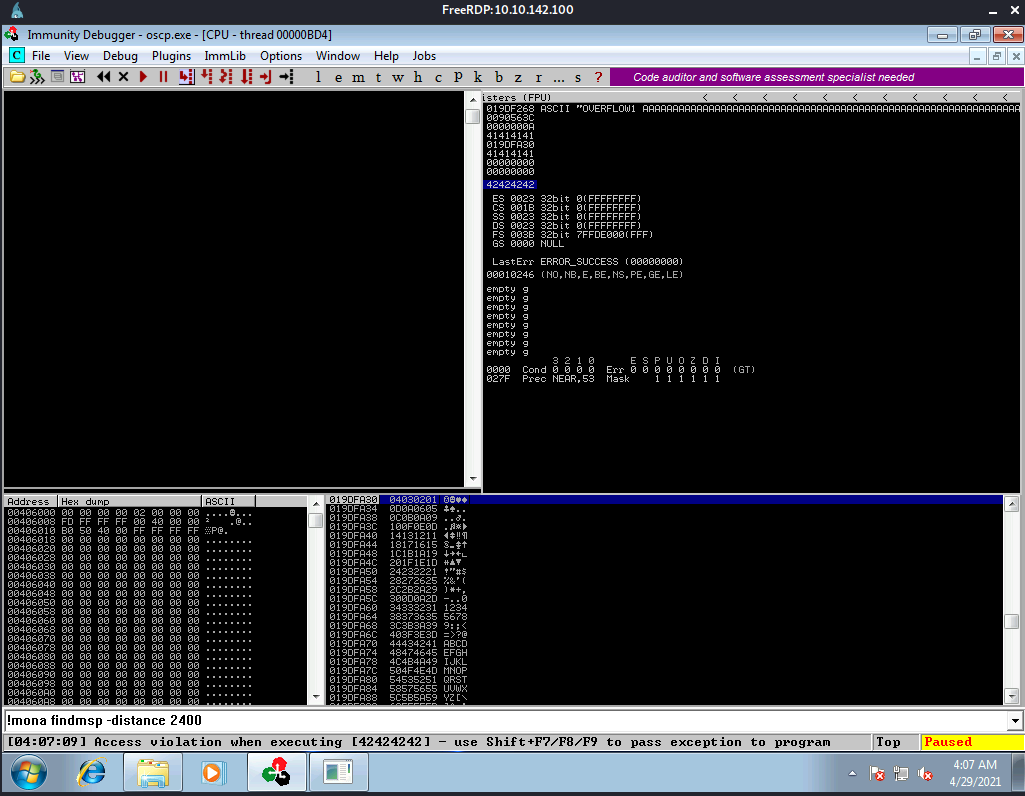 FreeRDP: 10.10.142.100
Immunity Debugger - oscp.exe - [CPU - thread 00000BD4]
File View Debug Plugins ImmLib Options Window Help Jobs
l e m t w h c P k b z r ... s ?
Code auditor and software assessment specialist needed
isters (FPU) < < < < < < < < < < <
019DF268 ASCII "OVERFLOW1 AAAAAAAAAAAAAAAAAAAAAAAAAAAAAAAAAAAAAAAAAAAAAAAAAAAAAAAAAAAAAAA
0090563C
0000000A
41414141
019DFA30
41414141
00000000
00000000
42424242
ES 0023 32bit 0(FFFFFFFF)
CS 001B 32bit 0(FFFFFFFF)
SS 0023 32bit 0(FFFFFFFF)
DS 0023 32bit 0(FFFFFFFF)
FS 003B 32bit 7FFDE000(FFF)
GS 0000 NULL
LastErr ERROR_SUCCESS (00000000)
00010246 (NO,NB,E,BE,NS,PE,GE,LE)
empty g
empty g
empty g
empty g
empty g
empty g
empty g
empty g
3 2 1 0 E S P U O Z D I
0000 Cond 0 0 0 0 Err 0 0 0 0 0 0 0 0 (GT)
027F Prec NEAR,53 Mask 1 1 1 1 1 1
Address Hex dump ASCII
00406000 00 00 00 00 02 00 00 00 ....@...
00406008 FD FF FF FF 00 40 00 00 ² .@..
00406010 B0 50 40 00 FF FF FF FF ░P@.
00406018 00 00 00 00 00 00 00 00 ........
00406020 00 00 00 00 00 00 00 00 ........
00406028 00 00 00 00 00 00 00 00 ........
00406030 00 00 00 00 00 00 00 00 ........
00406038 00 00 00 00 00 00 00 00 ........
00406040 00 00 00 00 00 00 00 00 ........
00406048 00 00 00 00 00 00 00 00 ........
00406050 00 00 00 00 00 00 00 00 ........
00406058 00 00 00 00 00 00 00 00 ........
00406060 00 00 00 00 00 00 00 00 ........
00406068 00 00 00 00 00 00 00 00 ........
00406070 00 00 00 00 00 00 00 00 ........
00406078 00 00 00 00 00 00 00 00 ........
00406080 00 00 00 00 00 00 00 00 ........
00406088 00 00 00 00 00 00 00 00 ........
00406090 00 00 00 00 00 00 00 00 ........
00406098 00 00 00 00 00 00 00 00 ........
004060A0 00 00 00 00 00 00 00 00 ........
004060A8 00 00 00 00 00 00 00 00 ........
019DFA30 04030201 ☺☻♥♦
019DFA34 0D0A0605 ♣♠..
019DFA38 0C0B0A09
019DFA3C 100F0E0D
019DFA40 14131211
019DFA44 18171615
019DFA48 1C1B1A19
019DFA4C 201F1E1D
019DFA50 24232221 !"#$
019DFA54 28272625 %&'(
019DFA58 2C2B2A29 )*+,
019DFA5C 300D0A2D -..0
019DFA60 34333231 1234
019DFA64 38373635 5678
019DFA68 3C3B3A39 9:;<
019DFA6C 403F3E3D =>?@
019DFA70 44434241 ABCD
019DFA74 48474645 EFGH
019DFA78 4C4B4A49 IJKL
019DFA7C 504F4E4D MNOP
019DFA80 54535251 QRST
019DFA84 58575655 UVWX
019DFA88 5C5B5A59 YZ[\
!mona findmsp -distance 2400
[04:07:09] Access violation when executing [42424242] - use Shift+F7/F8/F9 to pass exception to program Top Paused
4:07 AM
4/29/2021